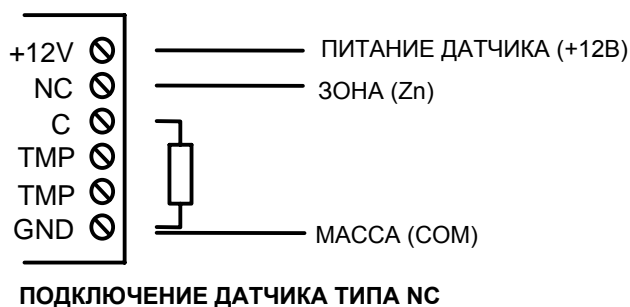 +12V ПИТАНИЕ ДАТЧИКА (+12В)
NC ЗОНА (Zn)
C
TMP
TMP
GND МАССА (COM)
ПОДКЛЮЧЕНИЕ ДАТЧИКА ТИПА NC